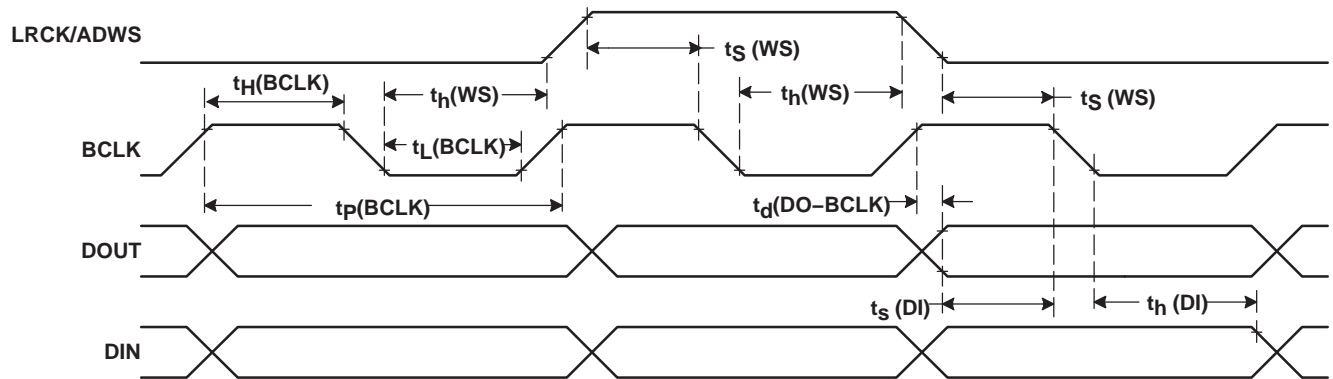 LRCK/ADWS
tS (WS)
tH(BCLK)
th(WS)
th(WS)
tS (WS)
BCLK
tL(BCLK)
tP(BCLK)
td(DO−BCLK)
DOUT
ts (DI)
th (DI)
DIN